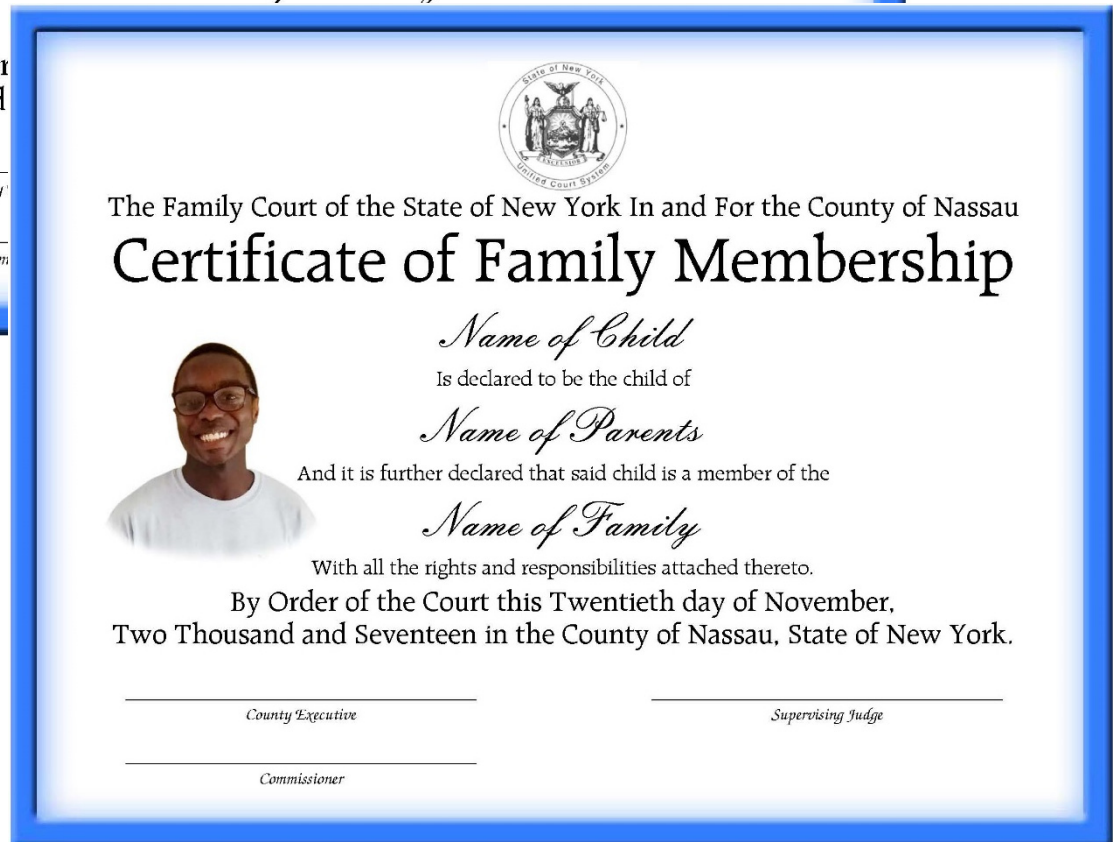 State of New York
Unified Court System
EXCELSIOR
The Family Court of the State of New York In and For the County of Nassau
Certificate of Family Membership
Name of Child
Is declared to be the child of
Name of Parents
And it is further declared that said child is a member of the
Name of Family
With all the rights and responsibilities attached thereto.
By Order of the Court this Twentieth day of November,
Two Thousand and Seventeen in the County of Nassau, State of New York.
County Executive
Supervising Judge
Commissioner